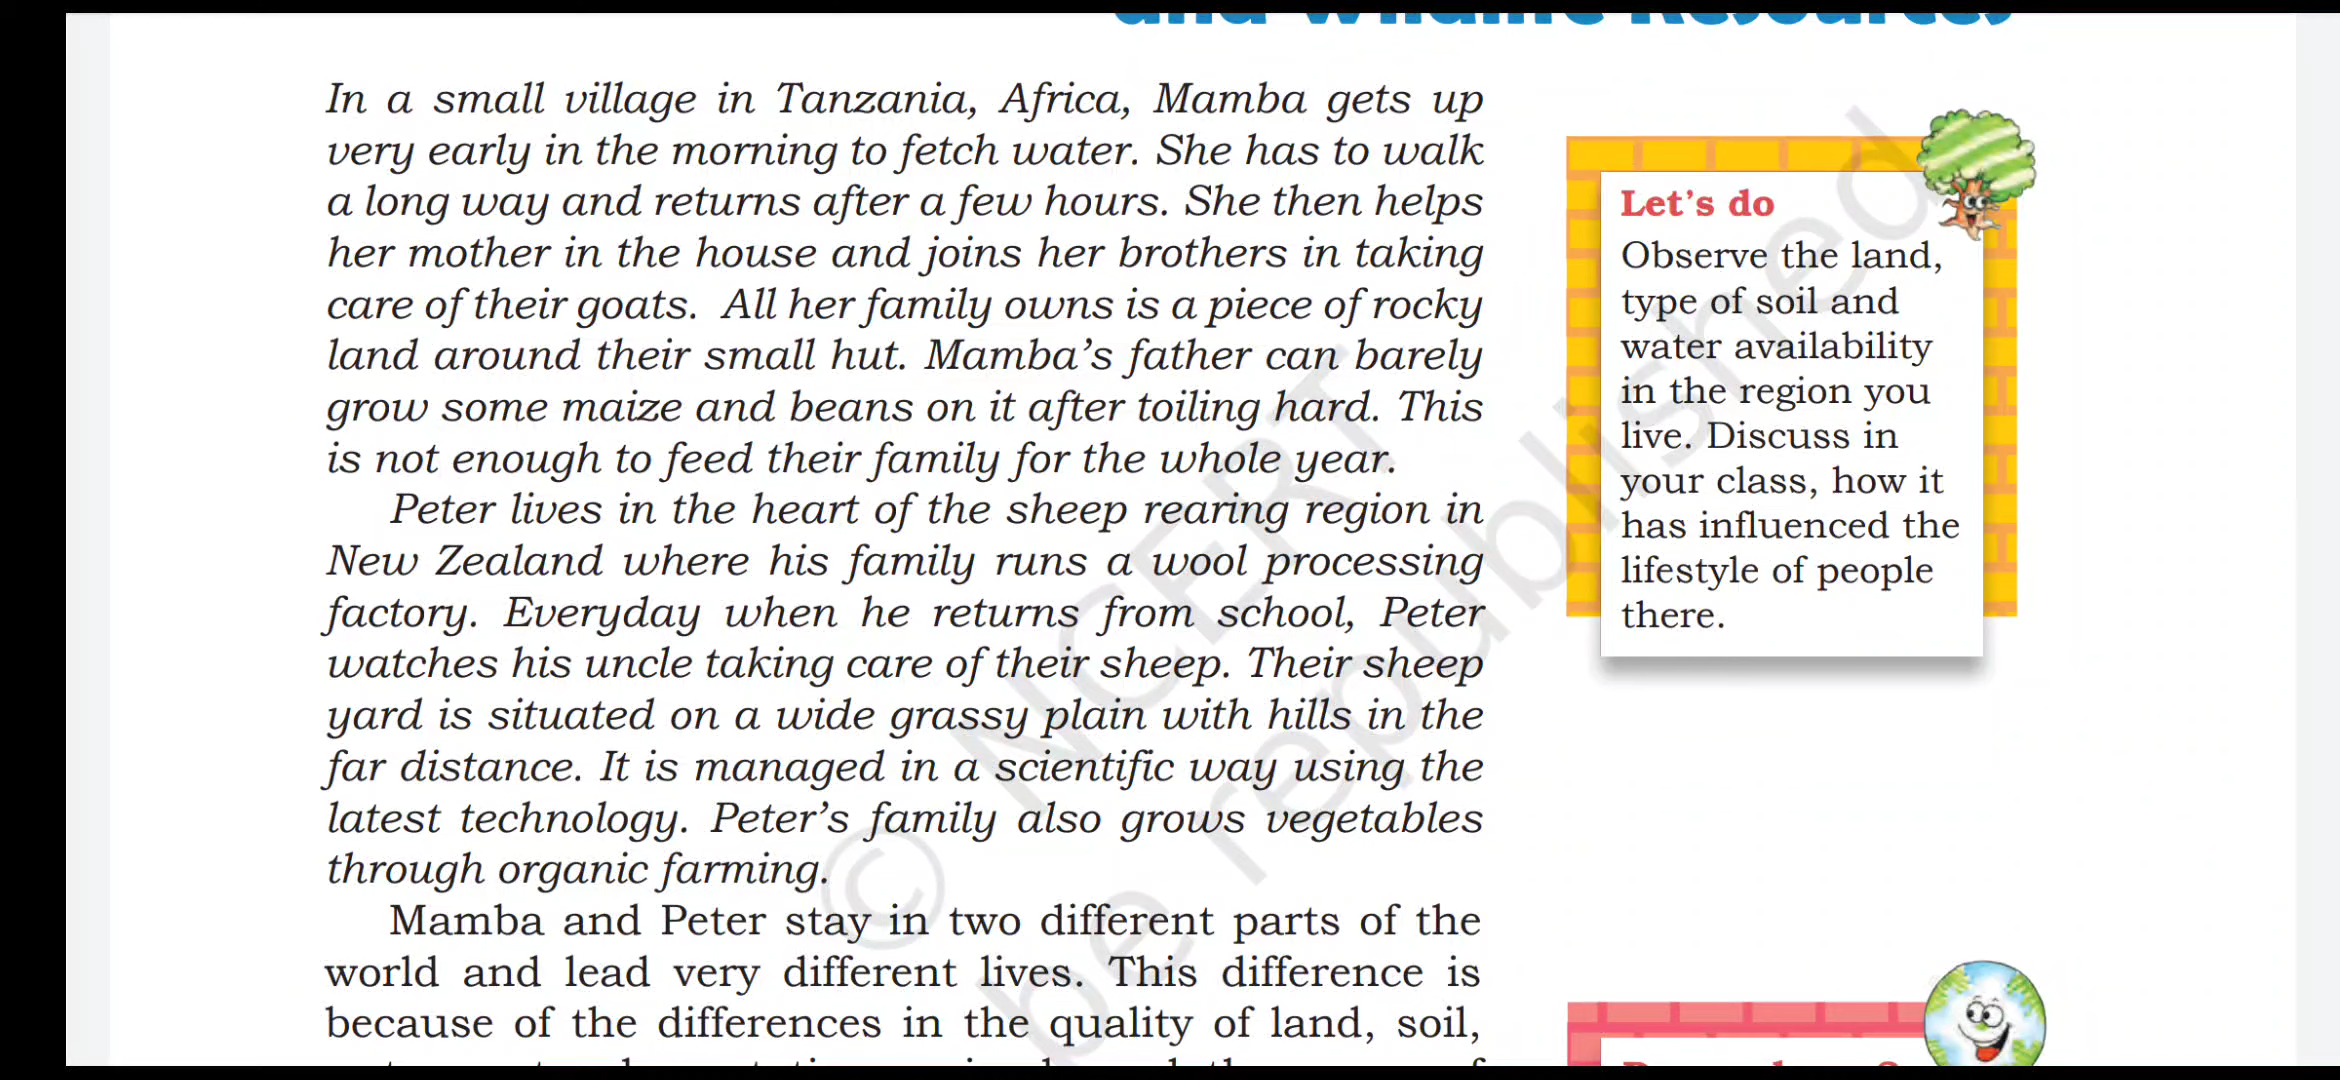 In a small village in Tanzania, Africa, Mamba gets up
very early in the morning to fetch water. She has to walk
a long way and returns after a few hours. She then helps
her mother in the house and joins her brothers in taking
care of their goats. All her family owns is a piece of rocky
land around their small hut. Mamba’s father can barely
grow some maize and beans on it after toiling hard. This
is not enough to feed their family for the whole year.
Peter lives in the heart of the sheep rearing region in
New Zealand where his family runs a wool processing
factory. Everyday when he returns from school, Peter
watches his uncle taking care of their sheep. Their sheep
yard is situated on a wide grassy plain with hills in the
far distance. It is managed in a scientific way using the
latest technology. Peter’s family also grows vegetables
through organic farming.
Mamba and Peter stay in two different parts of the
world and lead very different lives. This difference is
because of the differences in the quality of land, soil,
Let’s do
Observe the land,
type of soil and
water availability
in the region you
live. Discuss in
your class, how it
has influenced the
lifestyle of people
there.
© NCERT
be republished